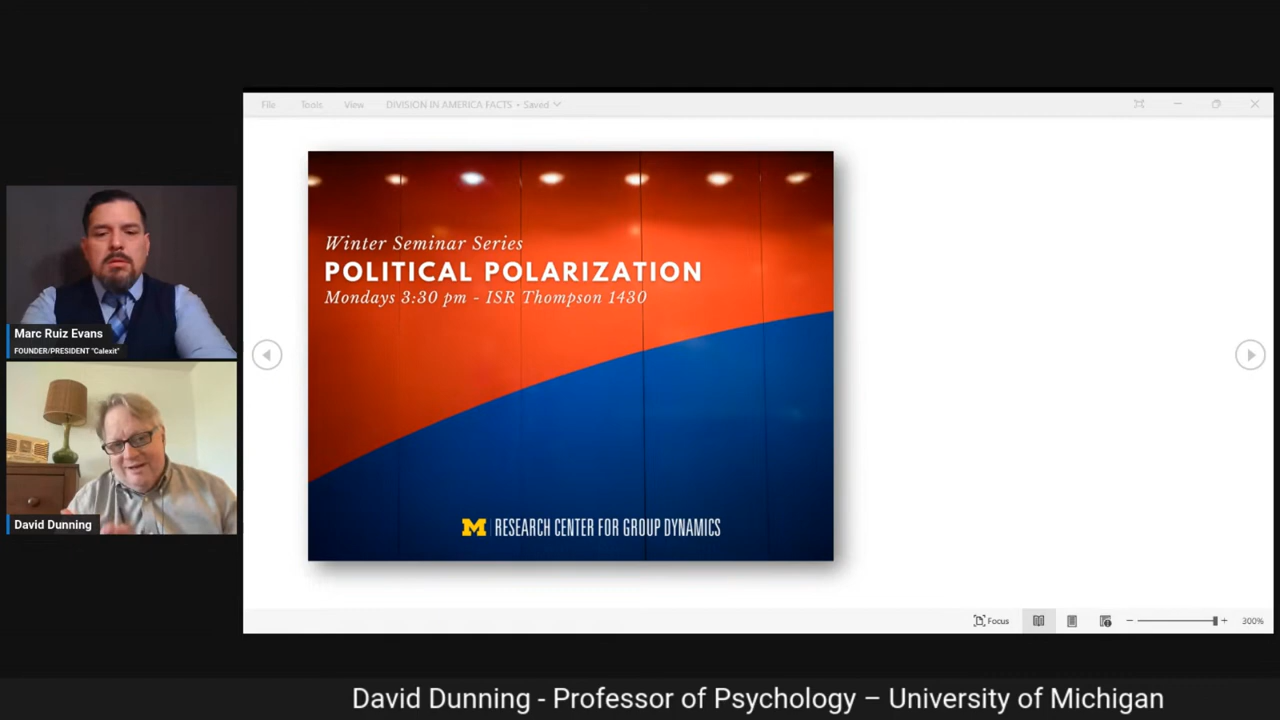 File Tools View DIVISION IN AMERICA FACTS • Saved
Winter Seminar Series
POLITICAL POLARIZATION
Mondays 3:30 pm - ISR Thompson 1430
M RESEARCH CENTER FOR GROUP DYNAMICS
Marc Ruiz Evans
FOUNDER/PRESIDENT "Calexit"
David Dunning
Focus
300%
David Dunning - Professor of Psychology – University of Michigan